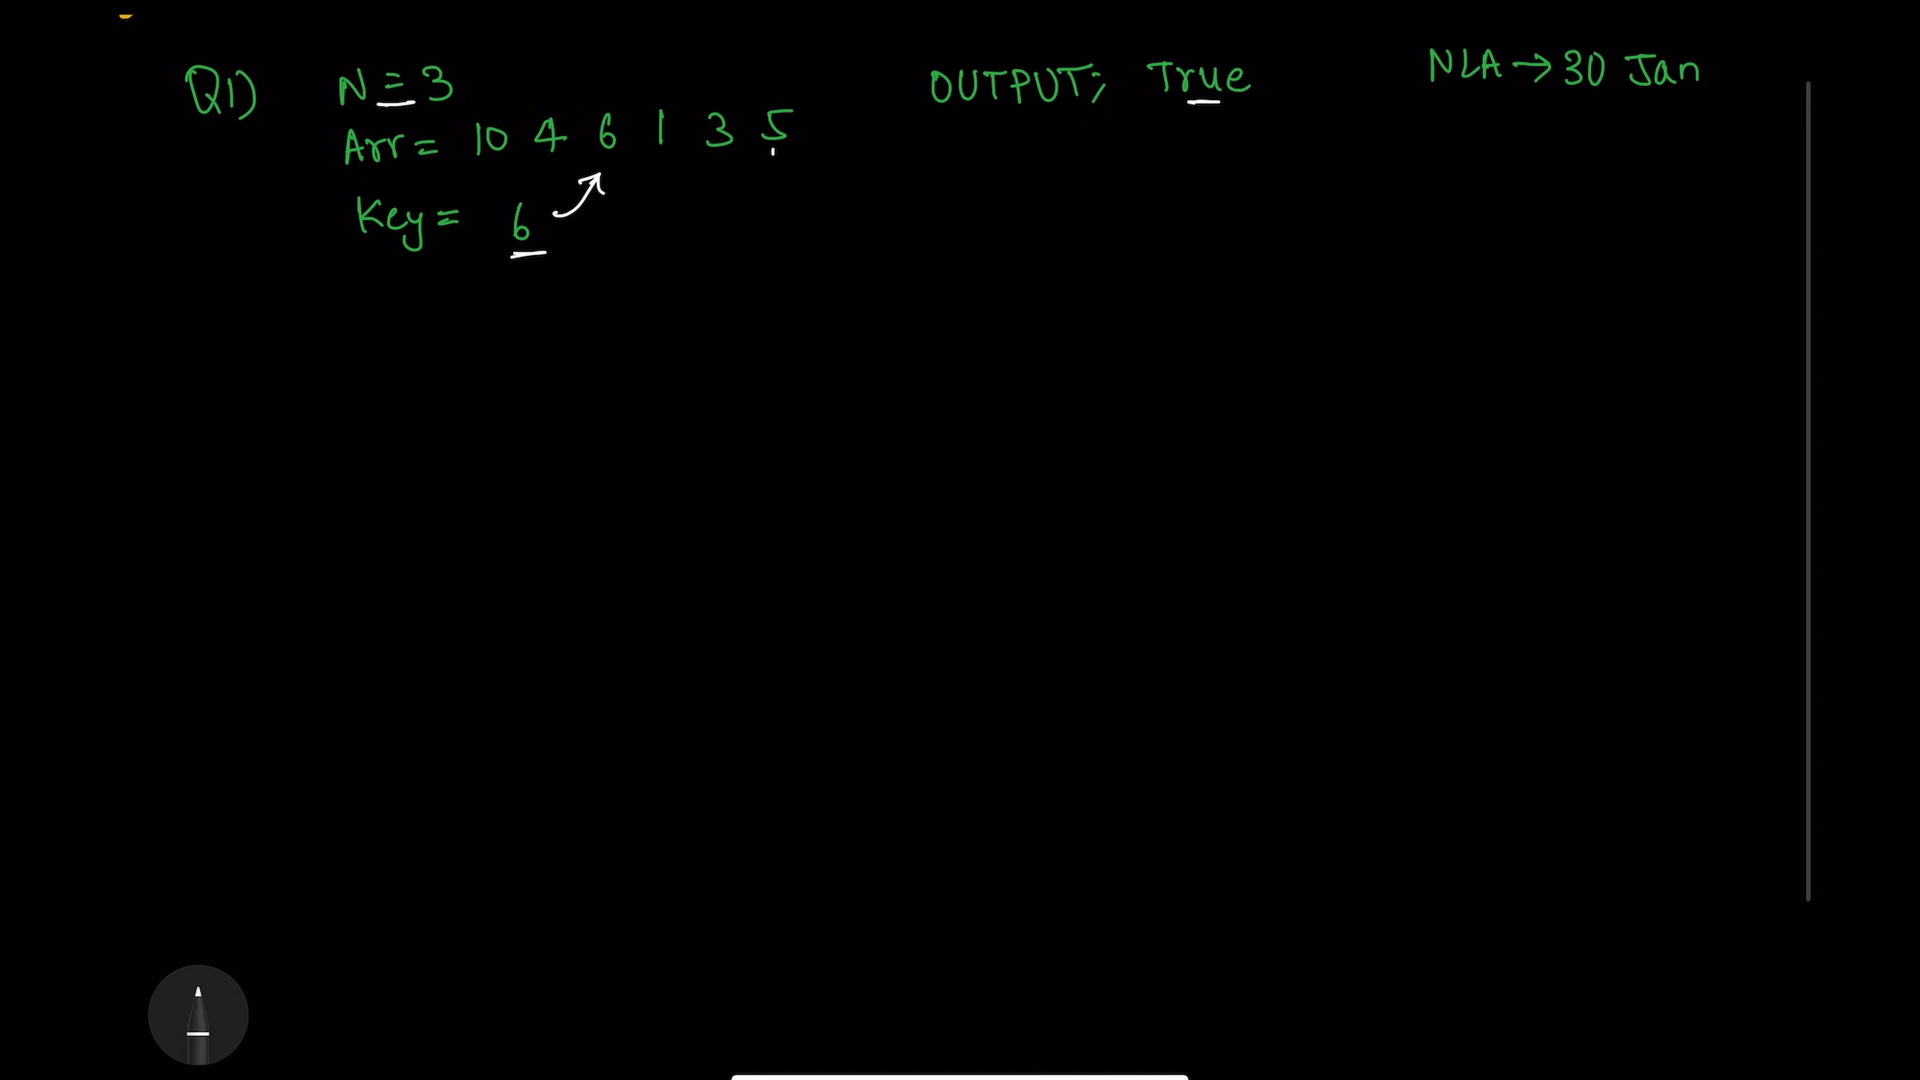 Q1) N = 3 OUTPUT; True NLA → 30 Jan
Arr = 10 4 6 1 3 5
Key = 6